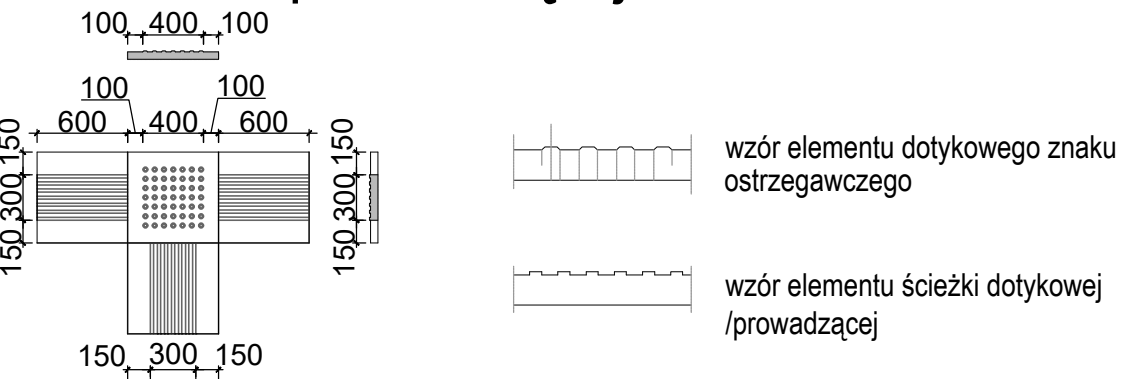 100 400 100
100 100
600 400 600
150 300 150
150 300 150
150 300 150
wzór elementu dotykowego znaku
ostrzegawczego
wzór elementu ścieżki dotykowej
/prowadzącej